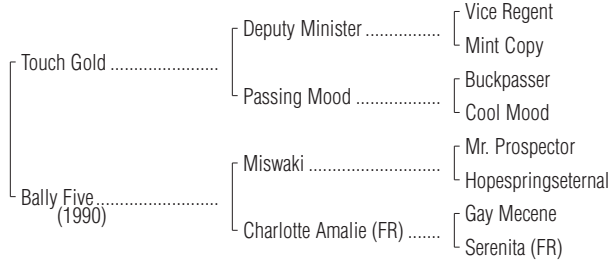 Vice Regent
Deputy Minister ..................
Mint Copy
Touch Gold ........................
Buckpasser
Passing Mood ...................
Cool Mood
Mr. Prospector
Miswaki .............................
Hopespringseternal
Bally Five...........................
(1990)
Gay Mecene
Charlotte Amalie (FR) .......
Serenita (FR)